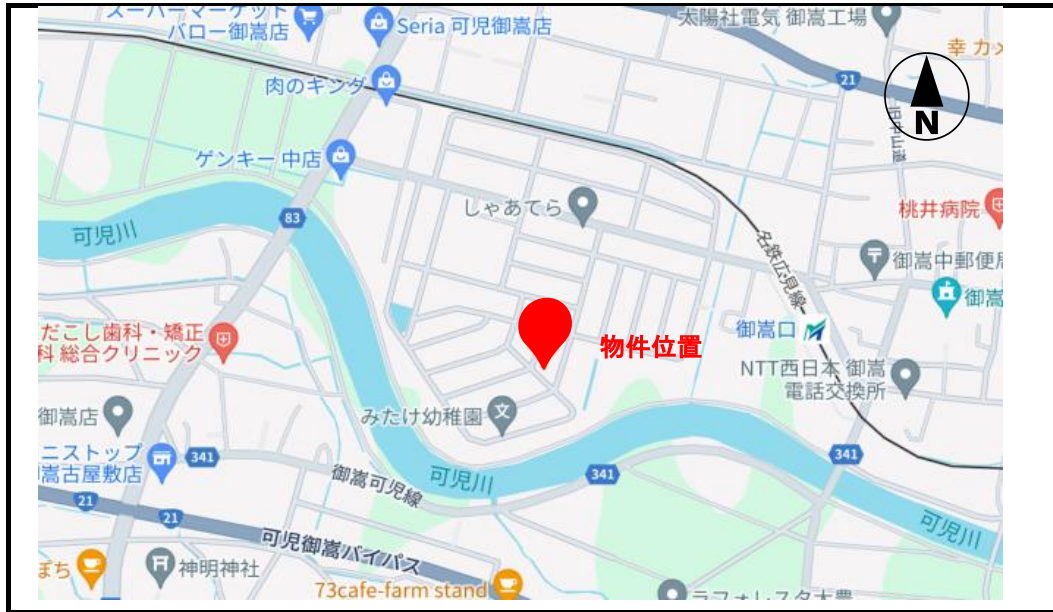 スーパーマーケット
バロー御嵩店
Seria 可児御嵩店
太陽社電気 御嵩工場
幸 カメ
21
N
旧中山道
肉のキング
ゲンキー 中店
しゃあてら
桃井病院
83
可児川
名鉄広見線
御嵩中郵便局
御嵩
だこし歯科・矯正
科 総合クリニック
物件位置
御嵩口
NTT西日本 御嵩
電話交換所
みたけ幼稚園
文
御嵩店
ニストップ
御嵩古屋敷店
341
御嵩可児線
可児川
341
341
21
21
可児御嵩バイパス
可児川
ぽち
神明神社
73cafe-farm stand